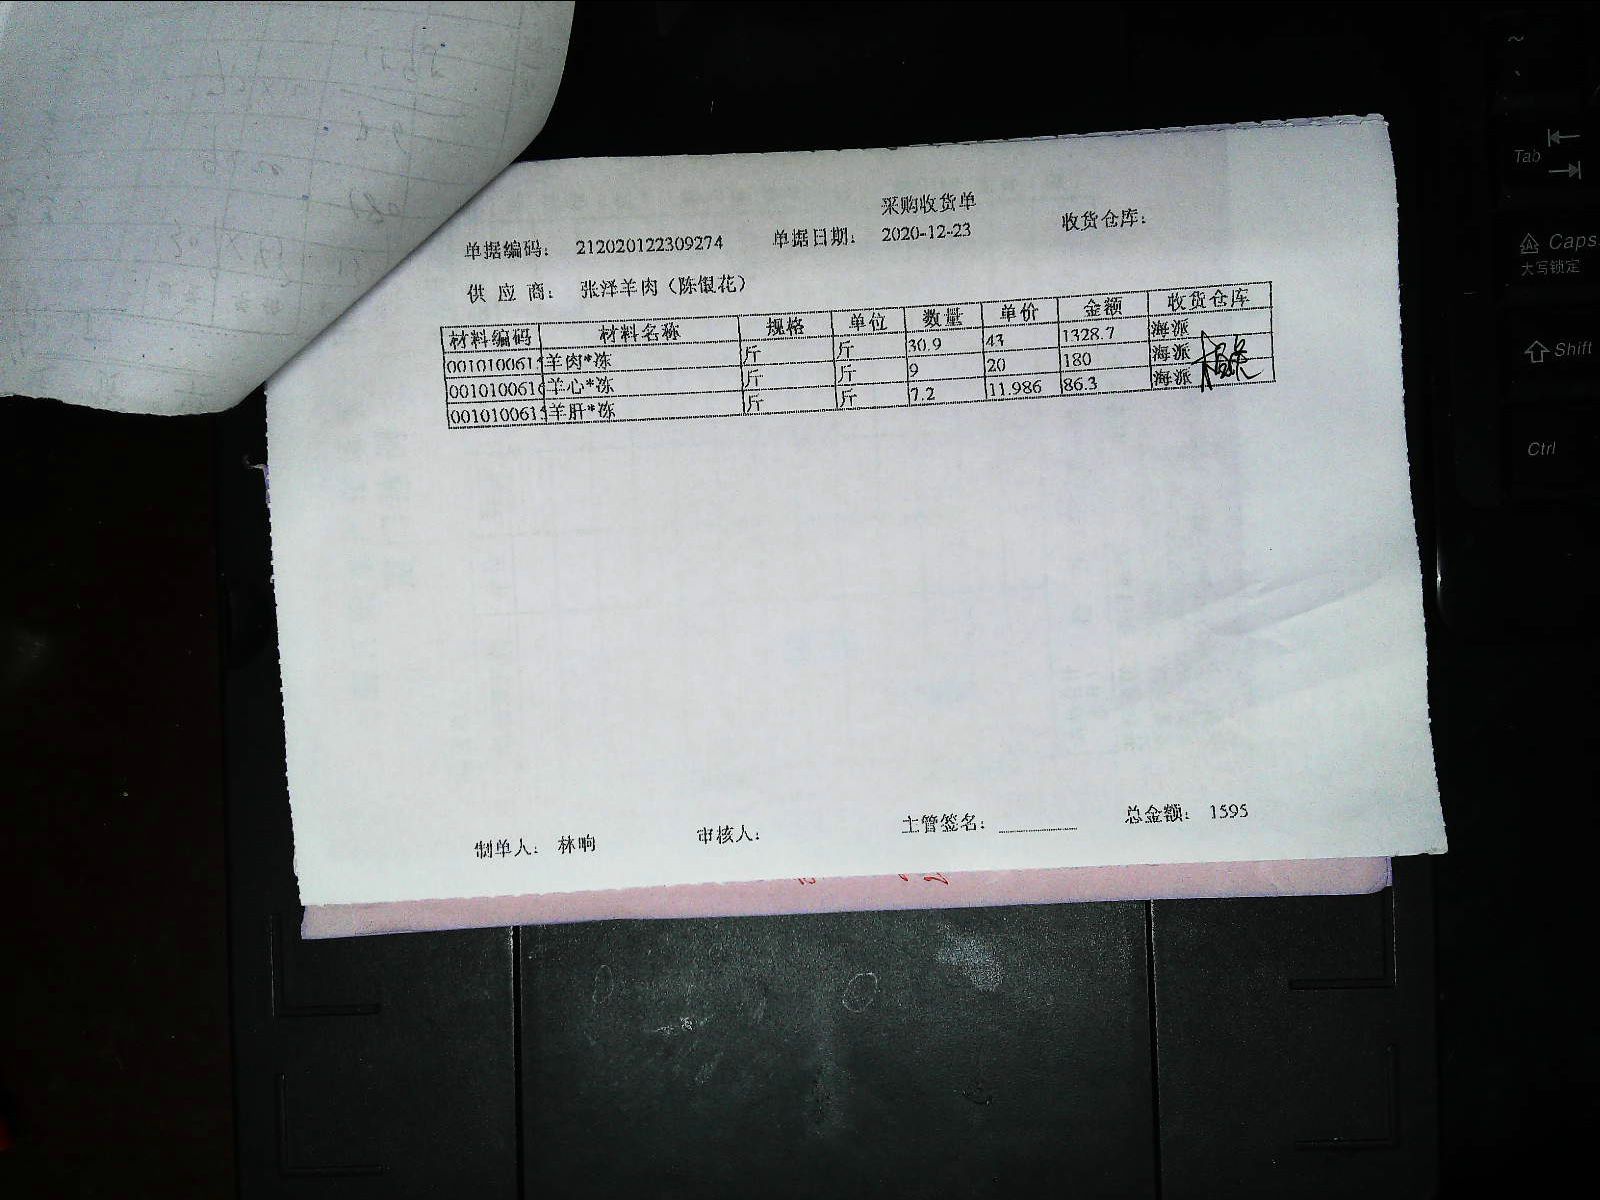 采购收货单
单据编码： 212020122309274 单据日期： 2020-12-23 收货仓库：
供 应 商： 张泽羊肉（陈银花）
材料编码 材料名称 规格 单位 数量 单价 金额 收货仓库
001010061 羊肉*冻 斤 斤 30.9 43 1328.7 海派
001010061 羊心*冻 斤 斤 9 20 180 海派
001010061 羊肝*冻 斤 斤 7.2 11.986 86.3 海派
制单人： 林响 审核人： 主管签名： 总金额： 1595
~
Tab
Caps
大写锁定
Shift
Ctrl